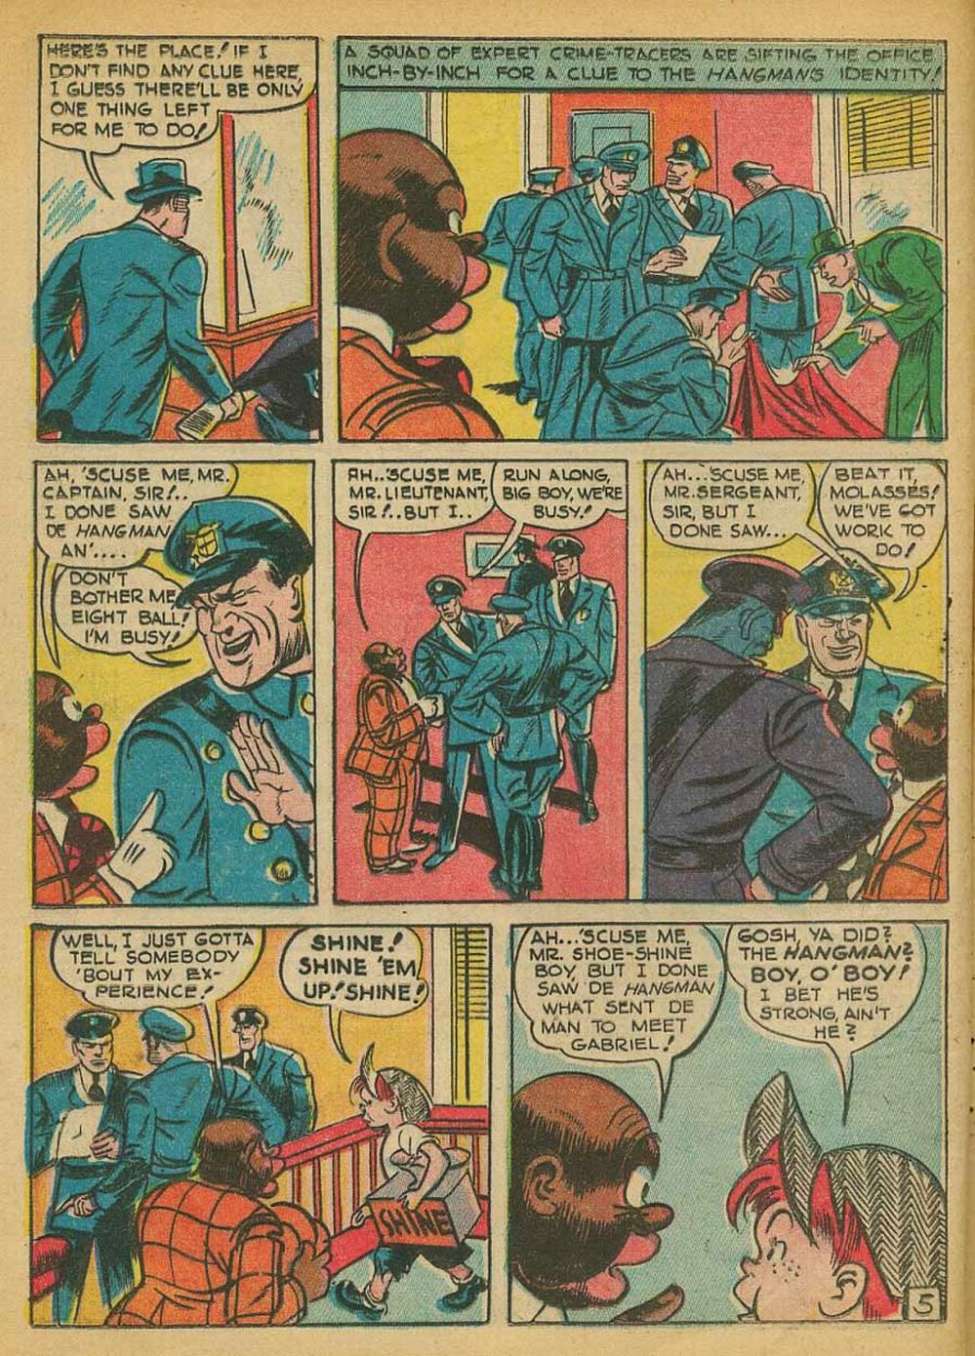 HERE'S THE PLACE! IF I
DON'T FIND ANY CLUE HERE,
I GUESS THERE'LL BE ONLY
ONE THING LEFT
FOR ME TO DO!
A SQUAD OF EXPERT CRIME-TRACERS ARE SIFTING THE OFFICE
INCH-BY-INCH FOR A CLUE TO THE HANGMAN'S IDENTITY!
AH, 'SCUSE ME, MR.
CAPTAIN, SIR!..
I DONE SAW
DE HANGMAN
AN'....
DON'T
BOTHER ME
EIGHT BALL!
I'M BUSY!
AH..'SCUSE ME,
MR. LIEUTENANT,
SIR!..BUT I..
RUN ALONG,
BIG BOY, WE'RE
BUSY!
AH...'SCUSE ME,
MR. SERGEANT,
SIR, BUT I
DONE SAW...
BEAT IT,
MOLASSES!
WE'VE GOT
WORK TO
DO!
WELL, I JUST GOTTA
TELL SOMEBODY
'BOUT MY EX-
PERIENCE!
SHINE!
SHINE 'EM
UP! SHINE!
SHINE
AH...'SCUSE ME,
MR. SHOE-SHINE
BOY, BUT I DONE
SAW DE HANGMAN
WHAT SENT DE
MAN TO MEET
GABRIEL!
GOSH, YA DID?
THE HANGMAN?
BOY, O' BOY!
I BET HE'S
STRONG, AIN'T
HE?
5